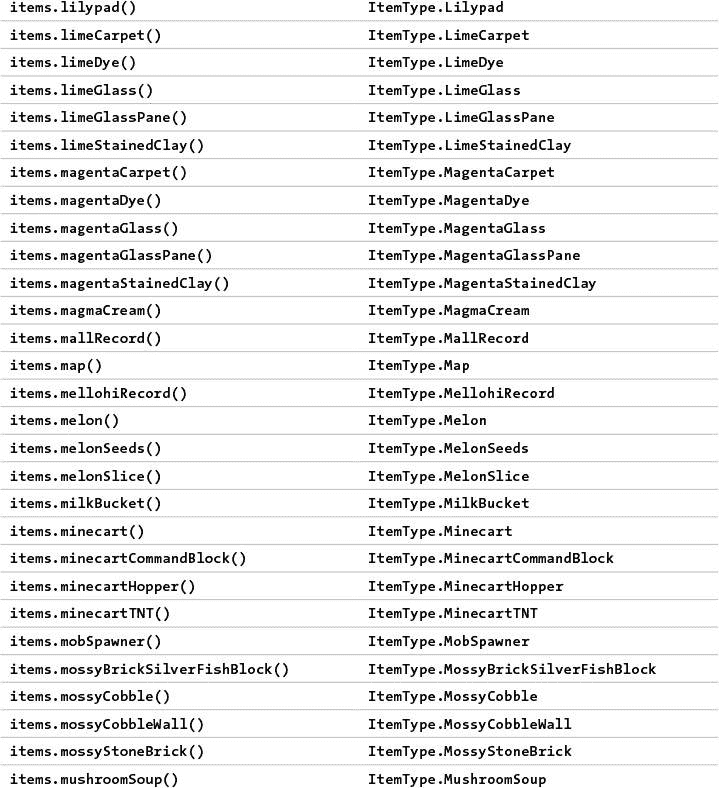 items.lilypad() ItemType.Lilypad
items.limeCarpet() ItemType.LimeCarpet
items.limeDye() ItemType.LimeDye
items.limeGlass() ItemType.LimeGlass
items.limeGlassPane() ItemType.LimeGlassPane
items.limeStainedClay() ItemType.LimeStainedClay
items.magentaCarpet() ItemType.MagentaCarpet
items.magentaDye() ItemType.MagentaDye
items.magentaGlass() ItemType.MagentaGlass
items.magentaGlassPane() ItemType.MagentaGlassPane
items.magentaStainedClay() ItemType.MagentaStainedClay
items.magmaCream() ItemType.MagmaCream
items.mallRecord() ItemType.MallRecord
items.map() ItemType.Map
items.mellohiRecord() ItemType.MellohiRecord
items.melon() ItemType.Melon
items.melonSeeds() ItemType.MelonSeeds
items.melonSlice() ItemType.MelonSlice
items.milkBucket() ItemType.MilkBucket
items.minecart() ItemType.Minecart
items.minecartCommandBlock() ItemType.MinecartCommandBlock
items.minecartHopper() ItemType.MinecartHopper
items.minecartTNT() ItemType.MinecartTNT
items.mobSpawner() ItemType.MobSpawner
items.mossyBrickSilverFishBlock() ItemType.MossyBrickSilverFishBlock
items.mossyCobble() ItemType.MossyCobble
items.mossyCobbleWall() ItemType.MossyCobbleWall
items.mossyStoneBrick() ItemType.MossyStoneBrick
items.mushroomSoup() ItemType.MushroomSoup